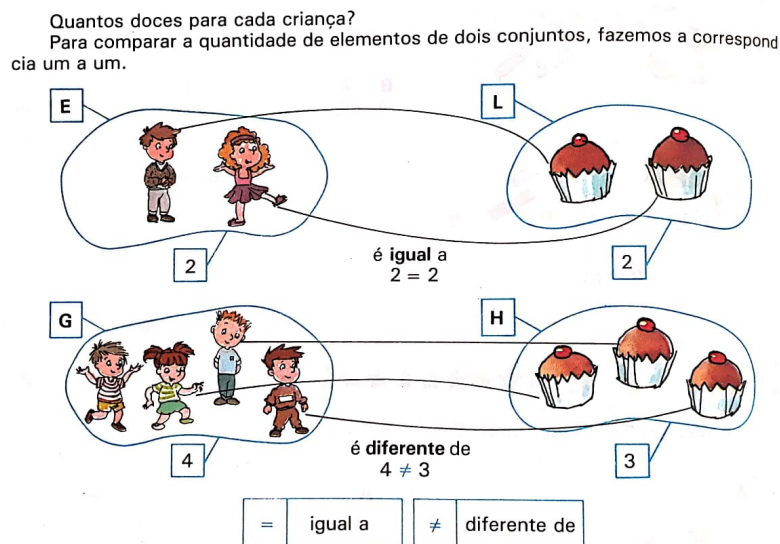 Quantos doces para cada criança?
Para comparar a quantidade de elementos de dois conjuntos, fazemos a correspond
cia um a um.
E
L
2
é igual a
2 = 2
2
G
H
4
é diferente de
4 ≠ 3
3
= igual a
≠ diferente de